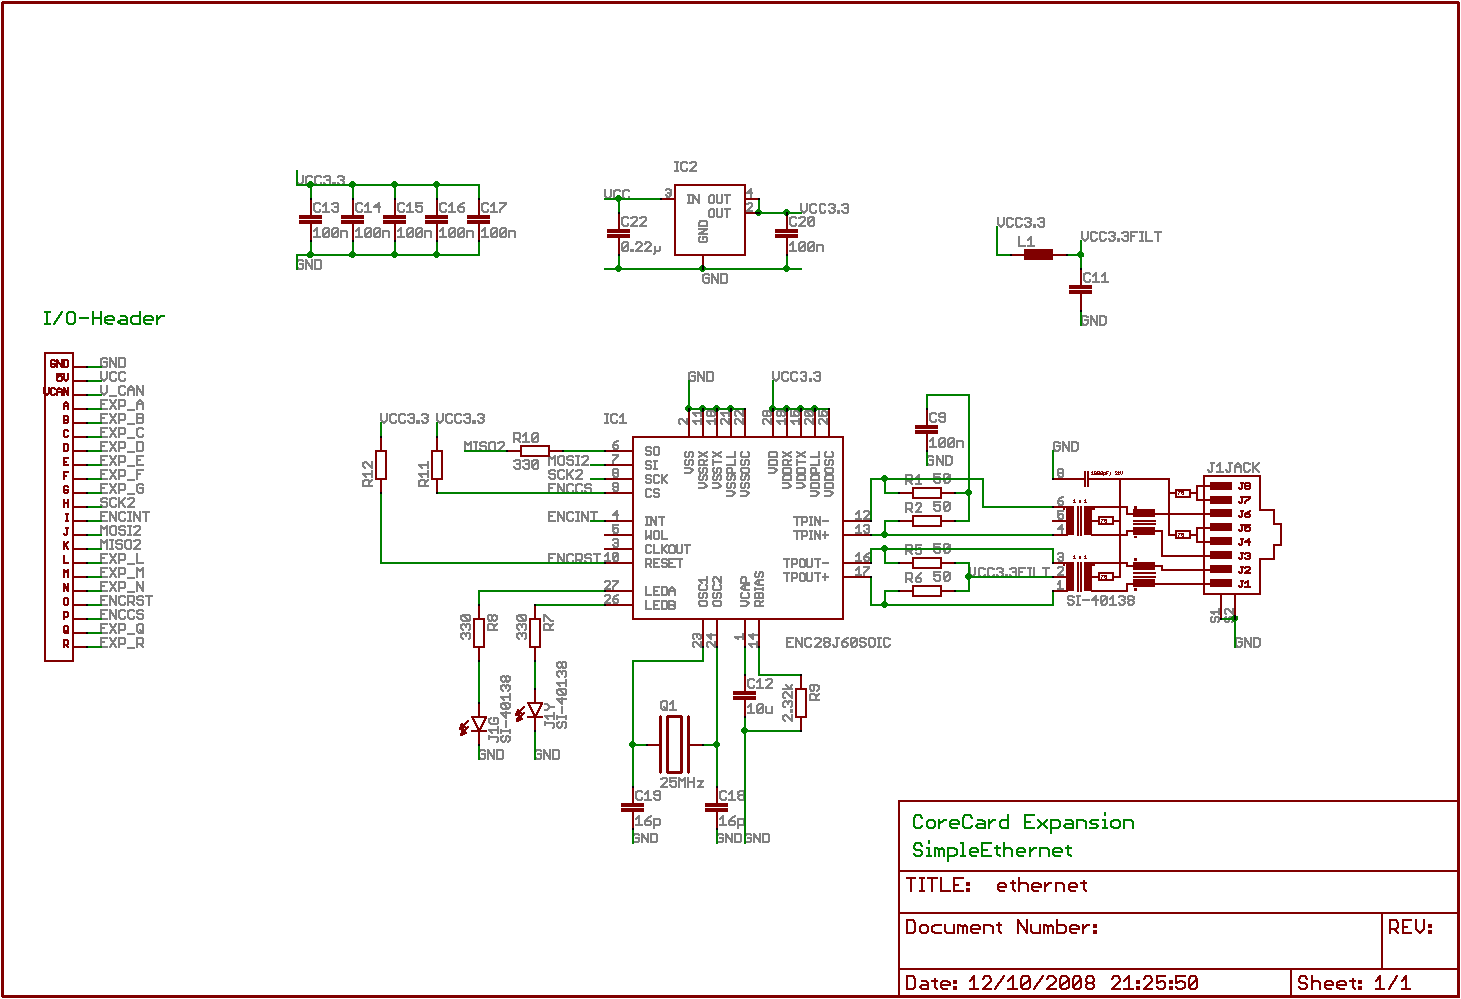 VCC3.3
C13 C14 C15 C16 C17
100n 100n 100n 100n 100n
GND
IC2
VCC 3 IN OUT 4
OUT 2 VCC3.3
GND
C22
0.22µ
C20
100n
GND
VCC3.3
L1
VCC3.3FILT
C11
GND
I/O-Header
GND GND
5V VCC
VCAN V_CAN
A EXP_A
B EXP_B
C EXP_C
D EXP_D
E EXP_E
F EXP_F
G EXP_G
H SCK2
I ENCINT
J MOSI2
K MISO2
L EXP_L
M EXP_M
N EXP_N
O ENCRST
P ENCCS
Q EXP_Q
R EXP_R
VCC3.3 VCC3.3
R12
R11
MISO2
R10
330
MOSI2
SCK2
ENCCS
ENCINT
ENCRST
IC1
GND
VCC3.3
2 11 21 22
28 19 15 20 25
6 SO
7 SI
8 SCK
9 CS
4 INT
5 WOL
3 CLKOUT
10 RESET
27 LEDA
26 LEDB
VSS
VSSRX
VSSTX
VSSPLL
VSSOSC
VDD
VDDRX
VDDTX
VDDPLL
VDDOSC
TPIN- 12
TPIN+ 13
TPOUT- 16
TPOUT+ 17
OSC1
OSC2
VCAP
RBIAS
23 24 1 14
ENC28J60SOIC
C9
100n
GND
R1 50
R2 50
R5 50
R6 50
VCC3.3FILT
GND
8
6
5
4
3
2
1
SI-40138
1:1
1:1
75
75
75
75
J1JACK
J8
J7
J6
J5
J4
J3
J2
J1
S1
S2
GND
330
R8
330
R7
J1G
SI-40138
J1Y
SI-40138
GND GND
Q1
25MHz
C19
16p
GND
C18
16p
GND GND
C12
10u
2.32k
R9
CoreCard Expansion
SimpleEthernet
TITLE: ethernet
Document Number:
REV:
Date: 12/10/2008 21:25:50
Sheet: 1/1